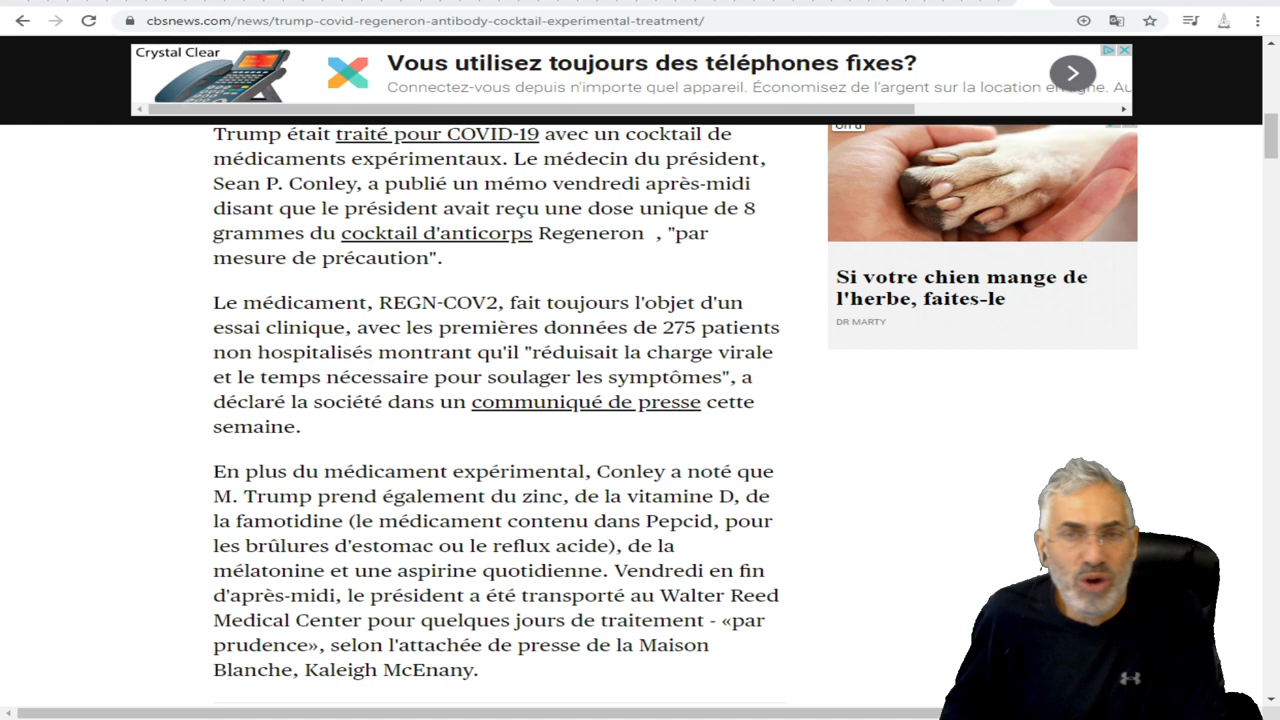 cbsnews.com/news/trump-covid-regeneron-antibody-cocktail-experimental-treatment/
Crystal Clear
Vous utilisez toujours des téléphones fixes?
Connectez-vous depuis n'importe quel appareil. Économisez de l'argent sur la location en ligne. Au
Trump était traité pour COVID-19 avec un cocktail de
médicaments expérimentaux. Le médecin du président,
Sean P. Conley, a publié un mémo vendredi après-midi
disant que le président avait reçu une dose unique de 8
grammes du cocktail d'anticorps Regeneron , "par
mesure de précaution".
Le médicament, REGN-COV2, fait toujours l'objet d'un
essai clinique, avec les premières données de 275 patients
non hospitalisés montrant qu'il "réduisait la charge virale
et le temps nécessaire pour soulager les symptômes", a
déclaré la société dans un communiqué de presse cette
semaine.
En plus du médicament expérimental, Conley a noté que
M. Trump prend également du zinc, de la vitamine D, de
la famotidine (le médicament contenu dans Pepcid, pour
les brûlures d'estomac ou le reflux acide), de la
mélatonine et une aspirine quotidienne. Vendredi en fin
d'après-midi, le président a été transporté au Walter Reed
Medical Center pour quelques jours de traitement - «par
prudence», selon l'attachée de presse de la Maison
Blanche, Kaleigh McEnany.
Si votre chien mange de
l'herbe, faites-le
DR MARTY